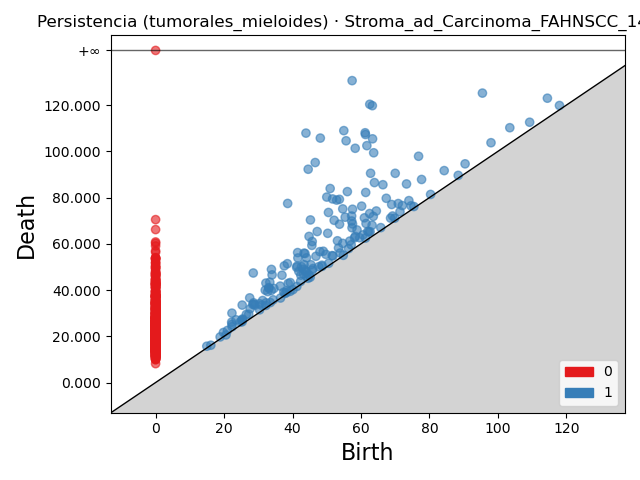 Persistencia (tumorales_mieloides) · Stroma_ad_Carcinoma_FAHNSCC_14
+∞
120.000
100.000
80.000
60.000
40.000
20.000
0.000
Death
0
1
0 20 40 60 80 100 120
Birth